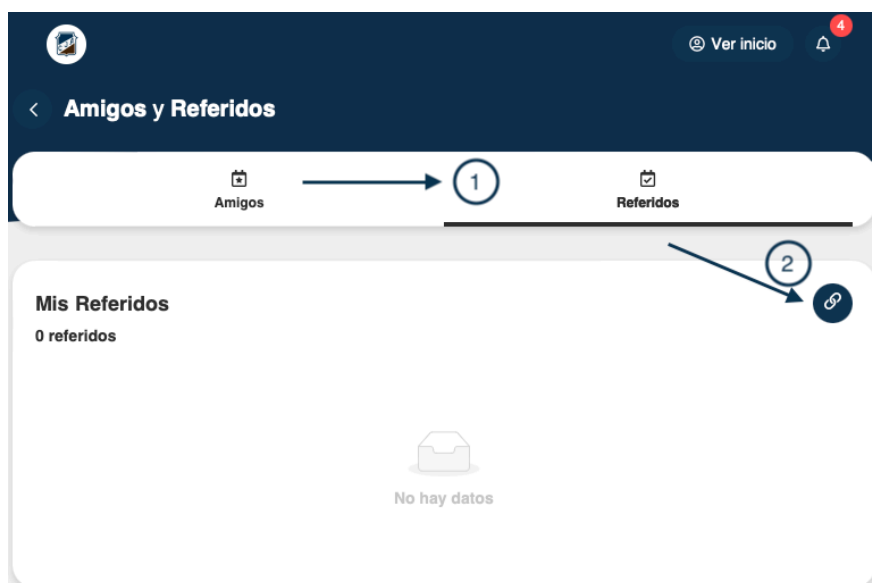 4
Ver inicio
Amigos y Referidos
1
Amigos
Referidos
2
Mis Referidos
0 referidos
No hay datos